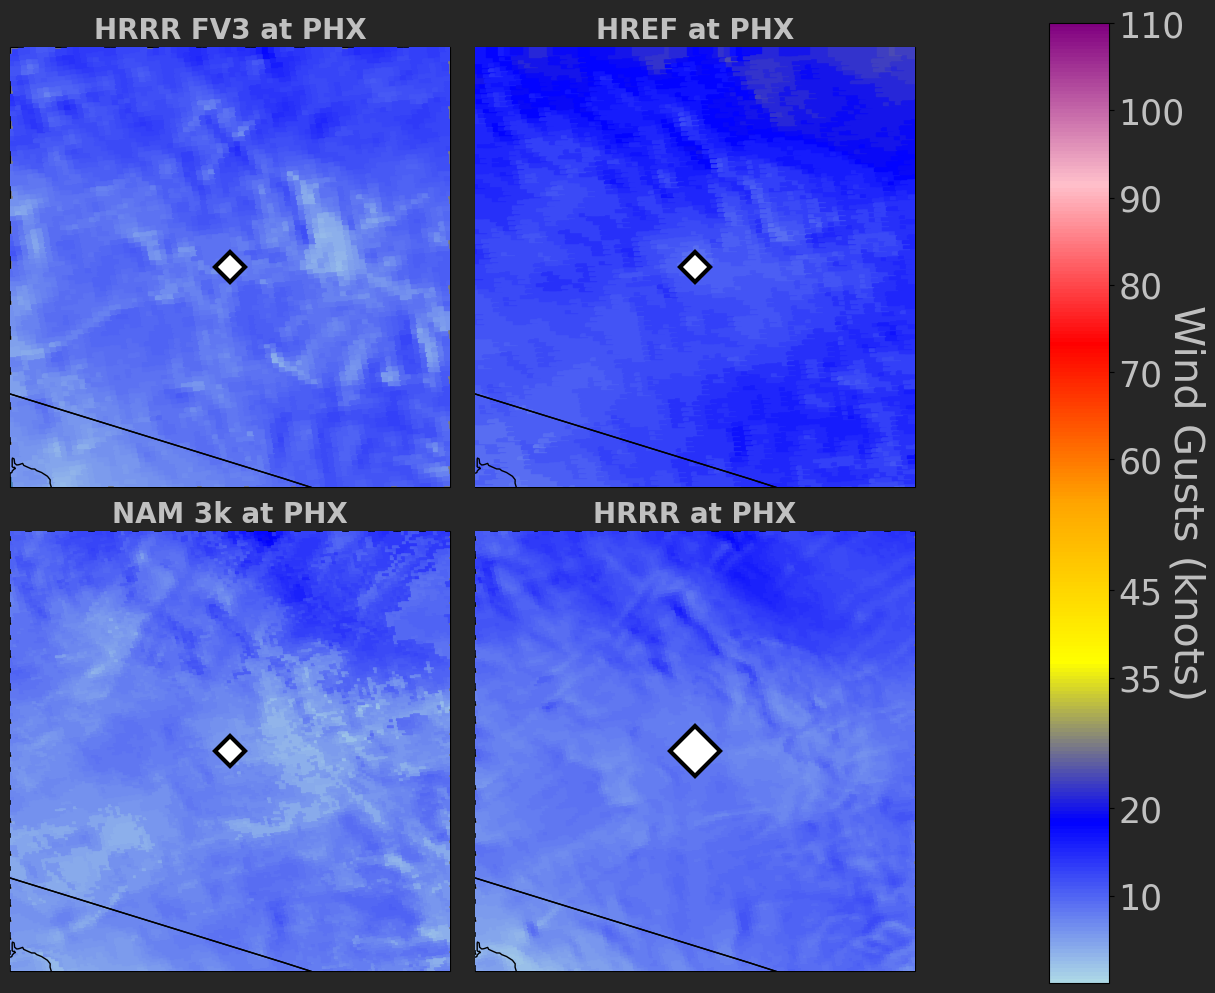 HRRR FV3 at PHX
HREF at PHX
NAM 3k at PHX
HRRR at PHX
110
100
90
80
70
60
45
35
20
10
Wind Gusts (knots)